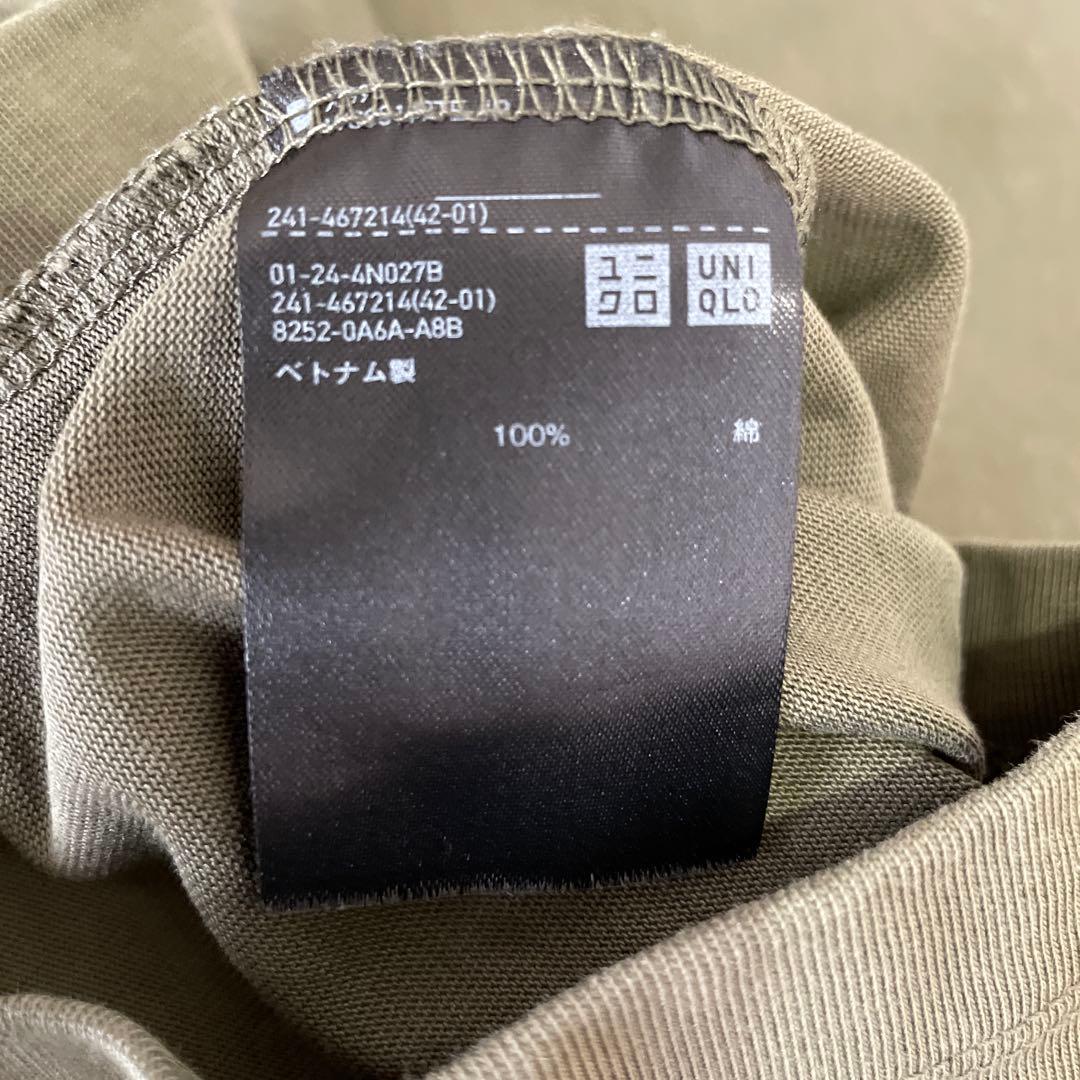 241-467214(42-01)
01-24-4N027B
241-467214(42-01)
8252-0A6A-A8B
ユニ
クロ
UNI
QLO
ベトナム製
100% 綿